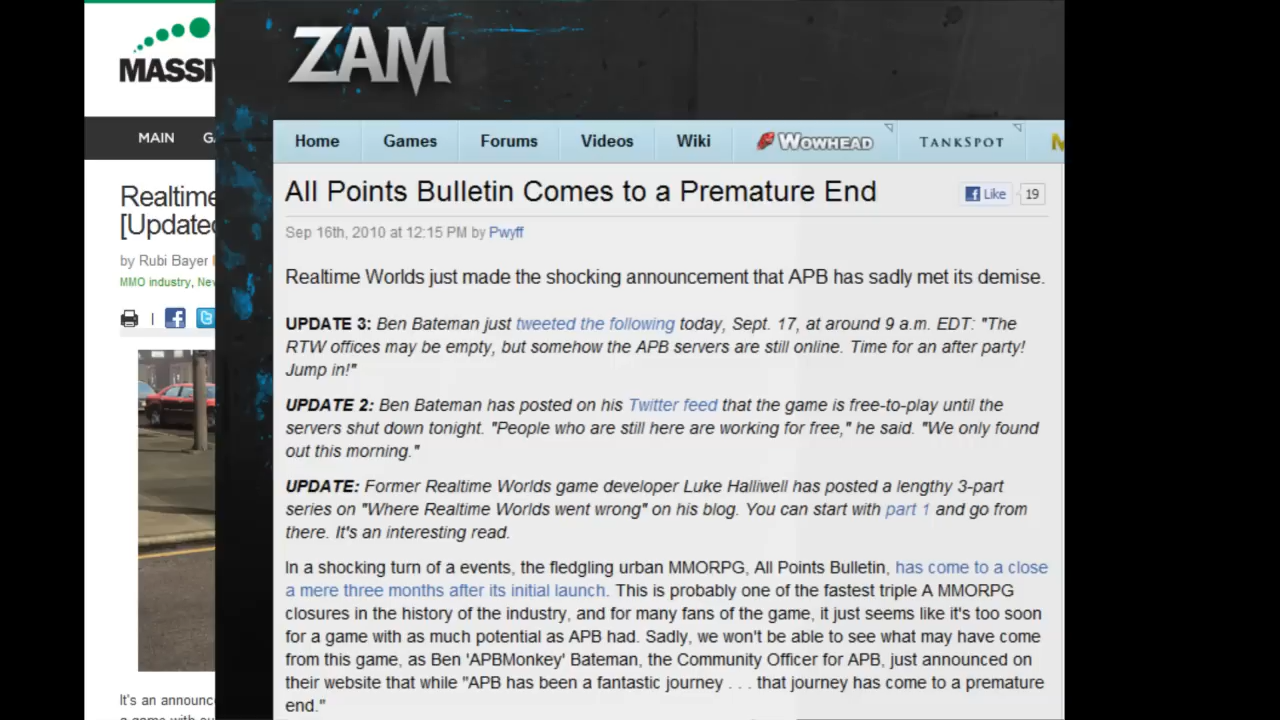 MASSI
MAIN
Realtime
[Updated
by Rubi Bayer
MMO industry,
It's an announc
ZAM
Home Games Forums Videos Wiki WOWHEAD TANKSPOT
All Points Bulletin Comes to a Premature End
Like 19
Sep 16th, 2010 at 12:15 PM by Pwyff
Realtime Worlds just made the shocking announcement that APB has sadly met its demise.
UPDATE 3: Ben Bateman just tweeted the following today, Sept. 17, at around 9 a.m. EDT: "The
RTW offices may be empty, but somehow the APB servers are still online. Time for an after party!
Jump in!"
UPDATE 2: Ben Bateman has posted on his Twitter feed that the game is free-to-play until the
servers shut down tonight. "People who are still here are working for free," he said. "We only found
out this morning."
UPDATE: Former Realtime Worlds game developer Luke Halliwell has posted a lengthy 3-part
series on "Where Realtime Worlds went wrong" on his blog. You can start with part 1 and go from
there. It's an interesting read.
In a shocking turn of a events, the fledgling urban MMORPG, All Points Bulletin, has come to a close
a mere three months after its initial launch. This is probably one of the fastest triple A MMORPG
closures in the history of the industry, and for many fans of the game, it just seems like it's too soon
for a game with as much potential as APB had. Sadly, we won't be able to see what may have come
from this game, as Ben 'APBMonkey' Bateman, the Community Officer for APB, just announced on
their website that while "APB has been a fantastic journey . . . that journey has come to a premature
end."